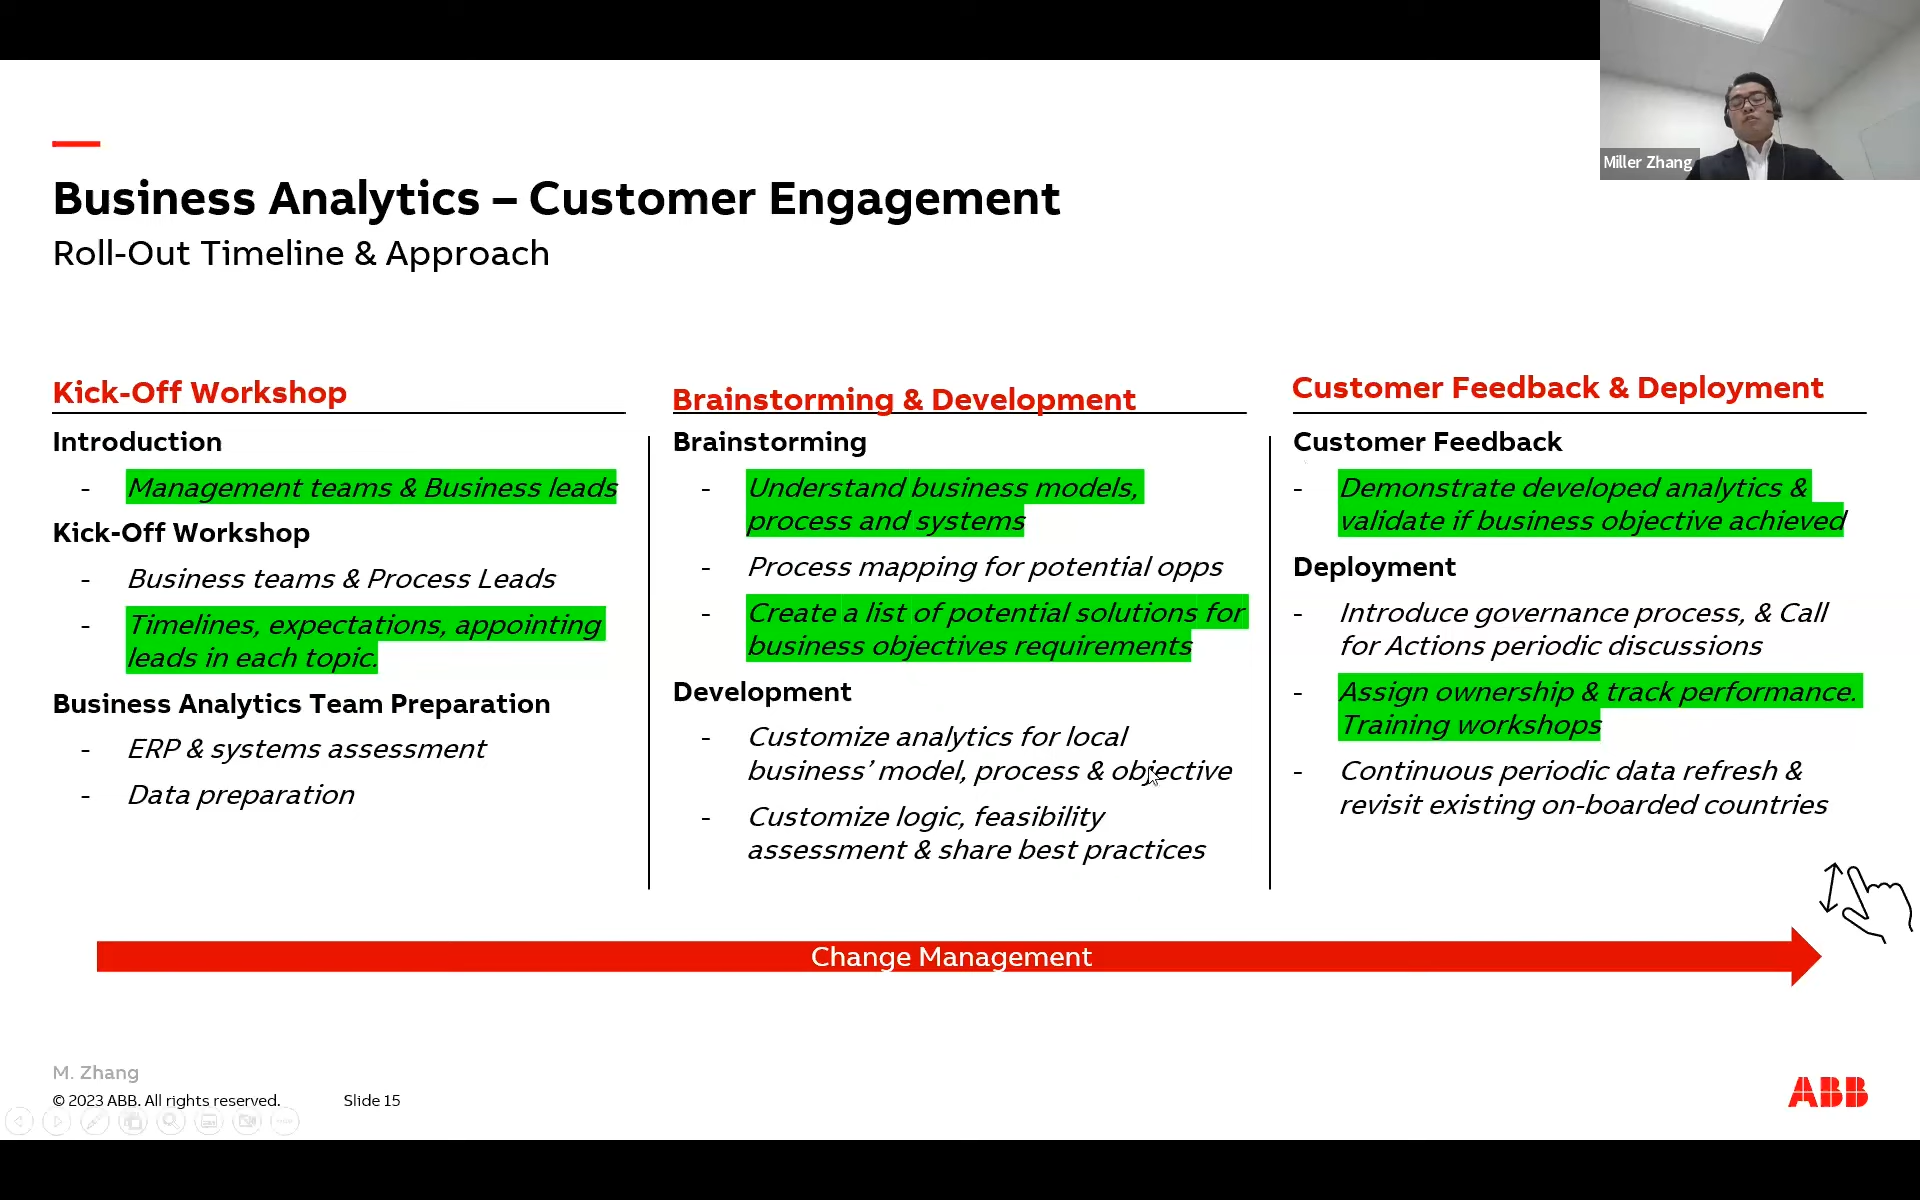 Miller Zhang
Business Analytics – Customer Engagement
Roll-Out Timeline & Approach
Kick-Off Workshop
Introduction
- Management teams & Business leads
Kick-Off Workshop
- Business teams & Process Leads
- Timelines, expectations, appointing
leads in each topic.
Business Analytics Team Preparation
- ERP & systems assessment
- Data preparation
Brainstorming & Development
Brainstorming
- Understand business models,
process and systems
- Process mapping for potential opps
- Create a list of potential solutions for
business objectives requirements
Development
- Customize analytics for local
business’ model, process & objective
- Customize logic, feasibility
assessment & share best practices
Customer Feedback & Deployment
Customer Feedback
- Demonstrate developed analytics &
validate if business objective achieved
Deployment
- Introduce governance process, & Call
for Actions periodic discussions
- Assign ownership & track performance.
Training workshops
- Continuous periodic data refresh &
revisit existing on-boarded countries
Change Management
M. Zhang
© 2023 ABB. All rights reserved.
Slide 15
ABB